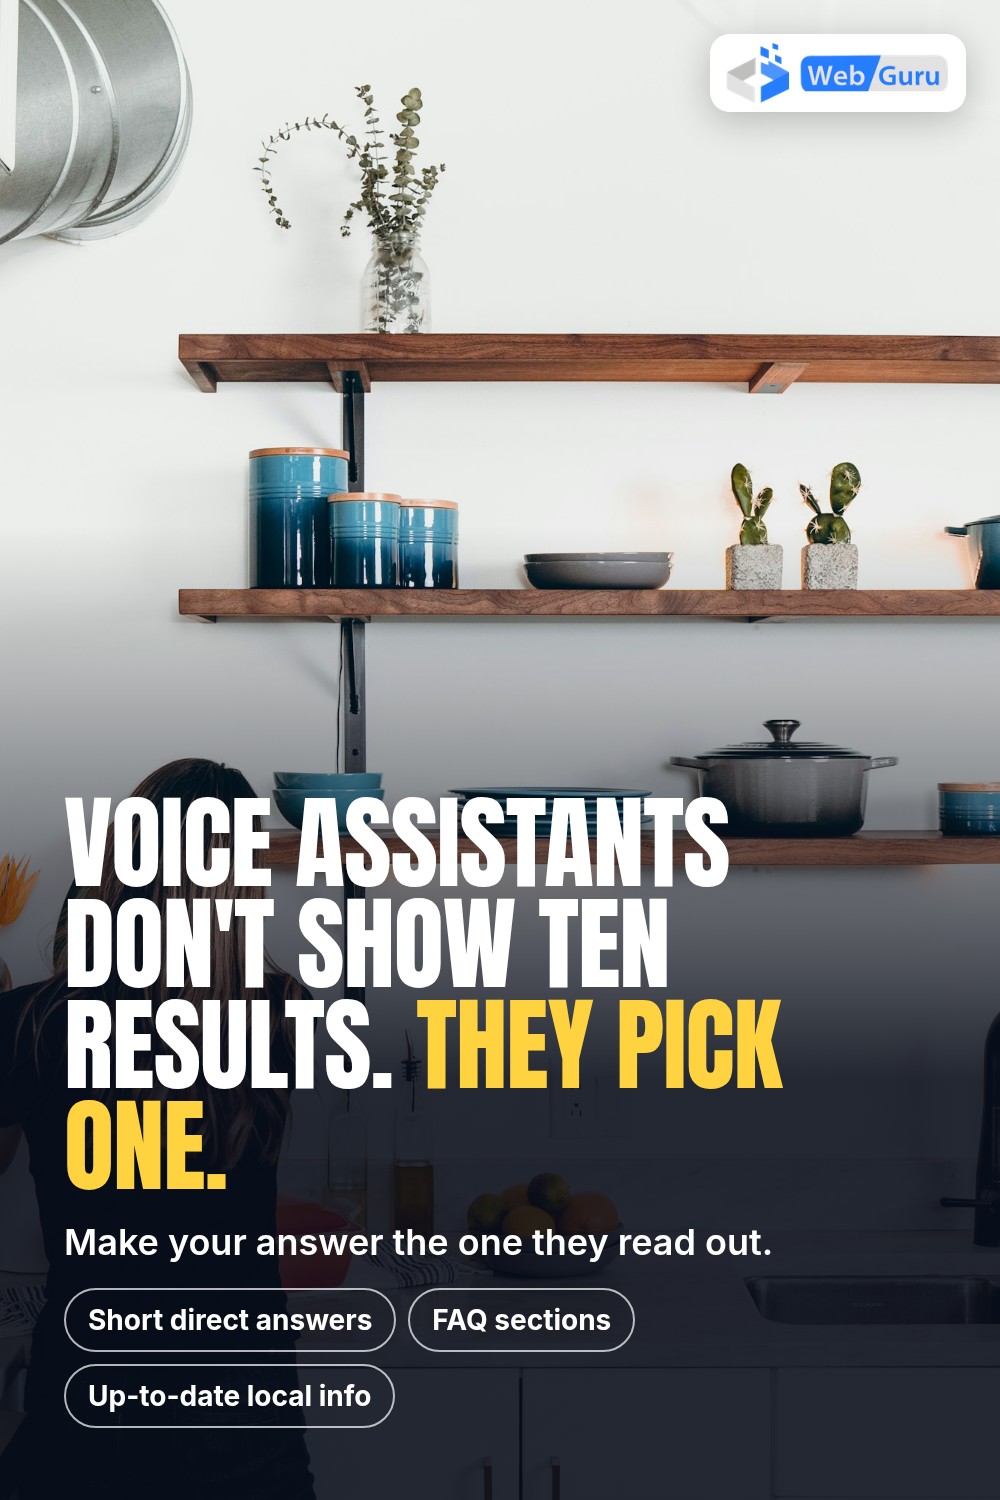 Web Guru
VOICE ASSISTANTS
DON'T SHOW TEN
RESULTS. THEY PICK
ONE.
Make your answer the one they read out.
Short direct answers
FAQ sections
Up-to-date local info